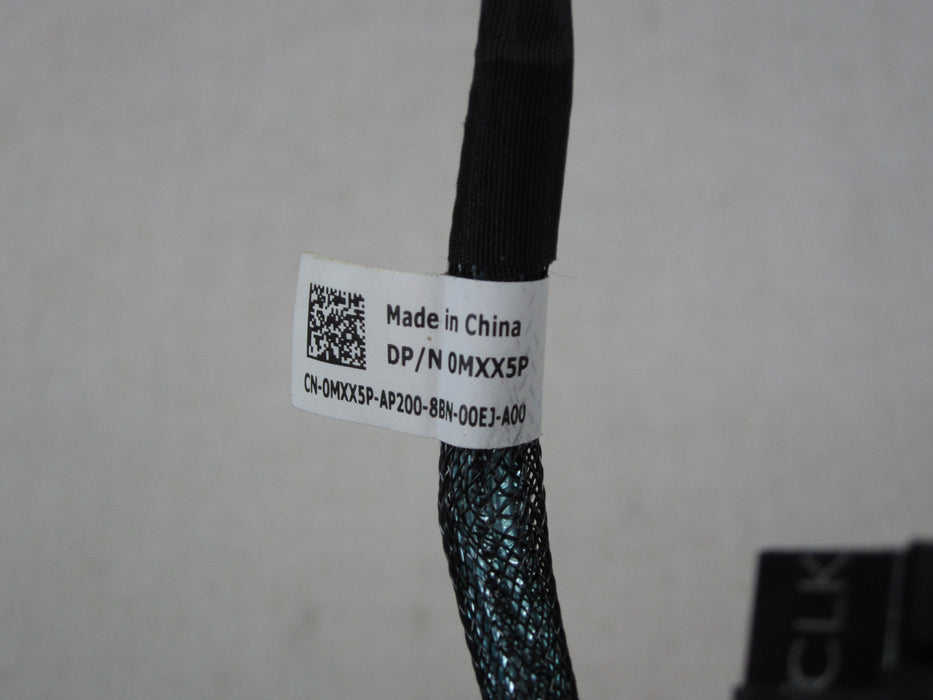 Made in China
DP/N 0MXX5P
CN-0MXX5P-AP200-8BN-00EJ-A00
CLK